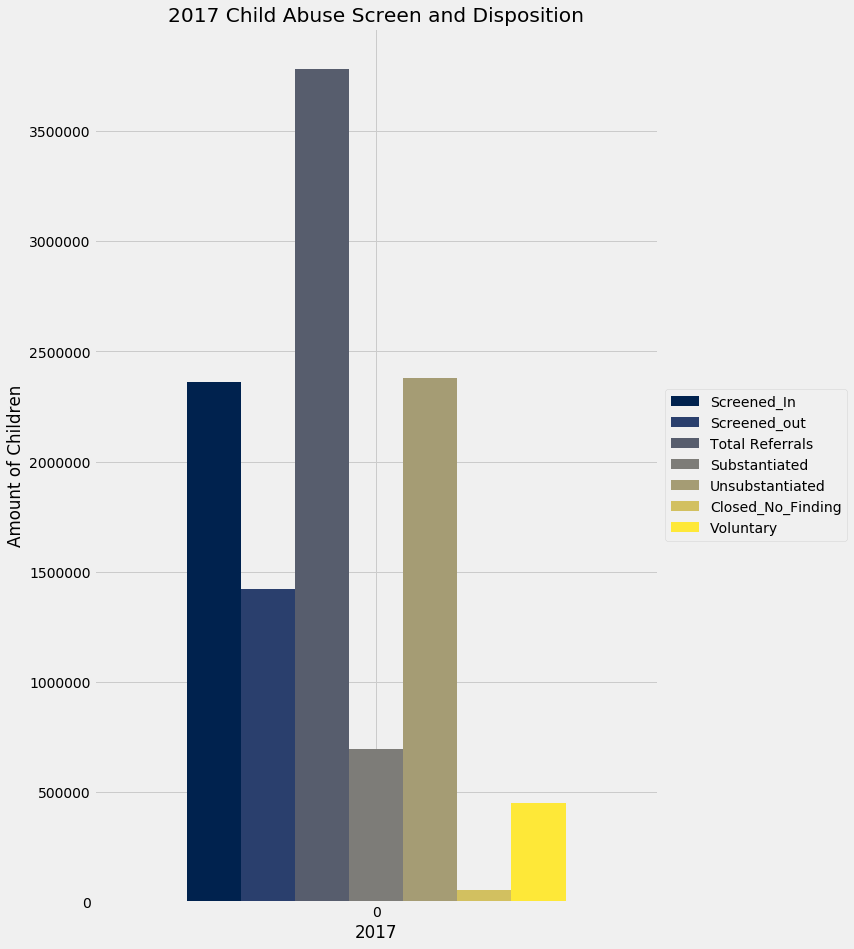 2017 Child Abuse Screen and Disposition
Amount of Children
3500000
3000000
2500000
2000000
1500000
1000000
500000
0
0
2017
Screened_In
Screened_out
Total Referrals
Substantiated
Unsubstantiated
Closed_No_Finding
Voluntary